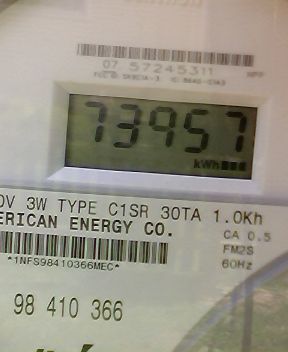 07 57245311
73957
kWh
3W TYPE C1SR 30TA 1.0Kh
ERICAN ENERGY CO.
CA 0.5
FM2S
60Hz
*1NFS98410366MEC*
98 410 366